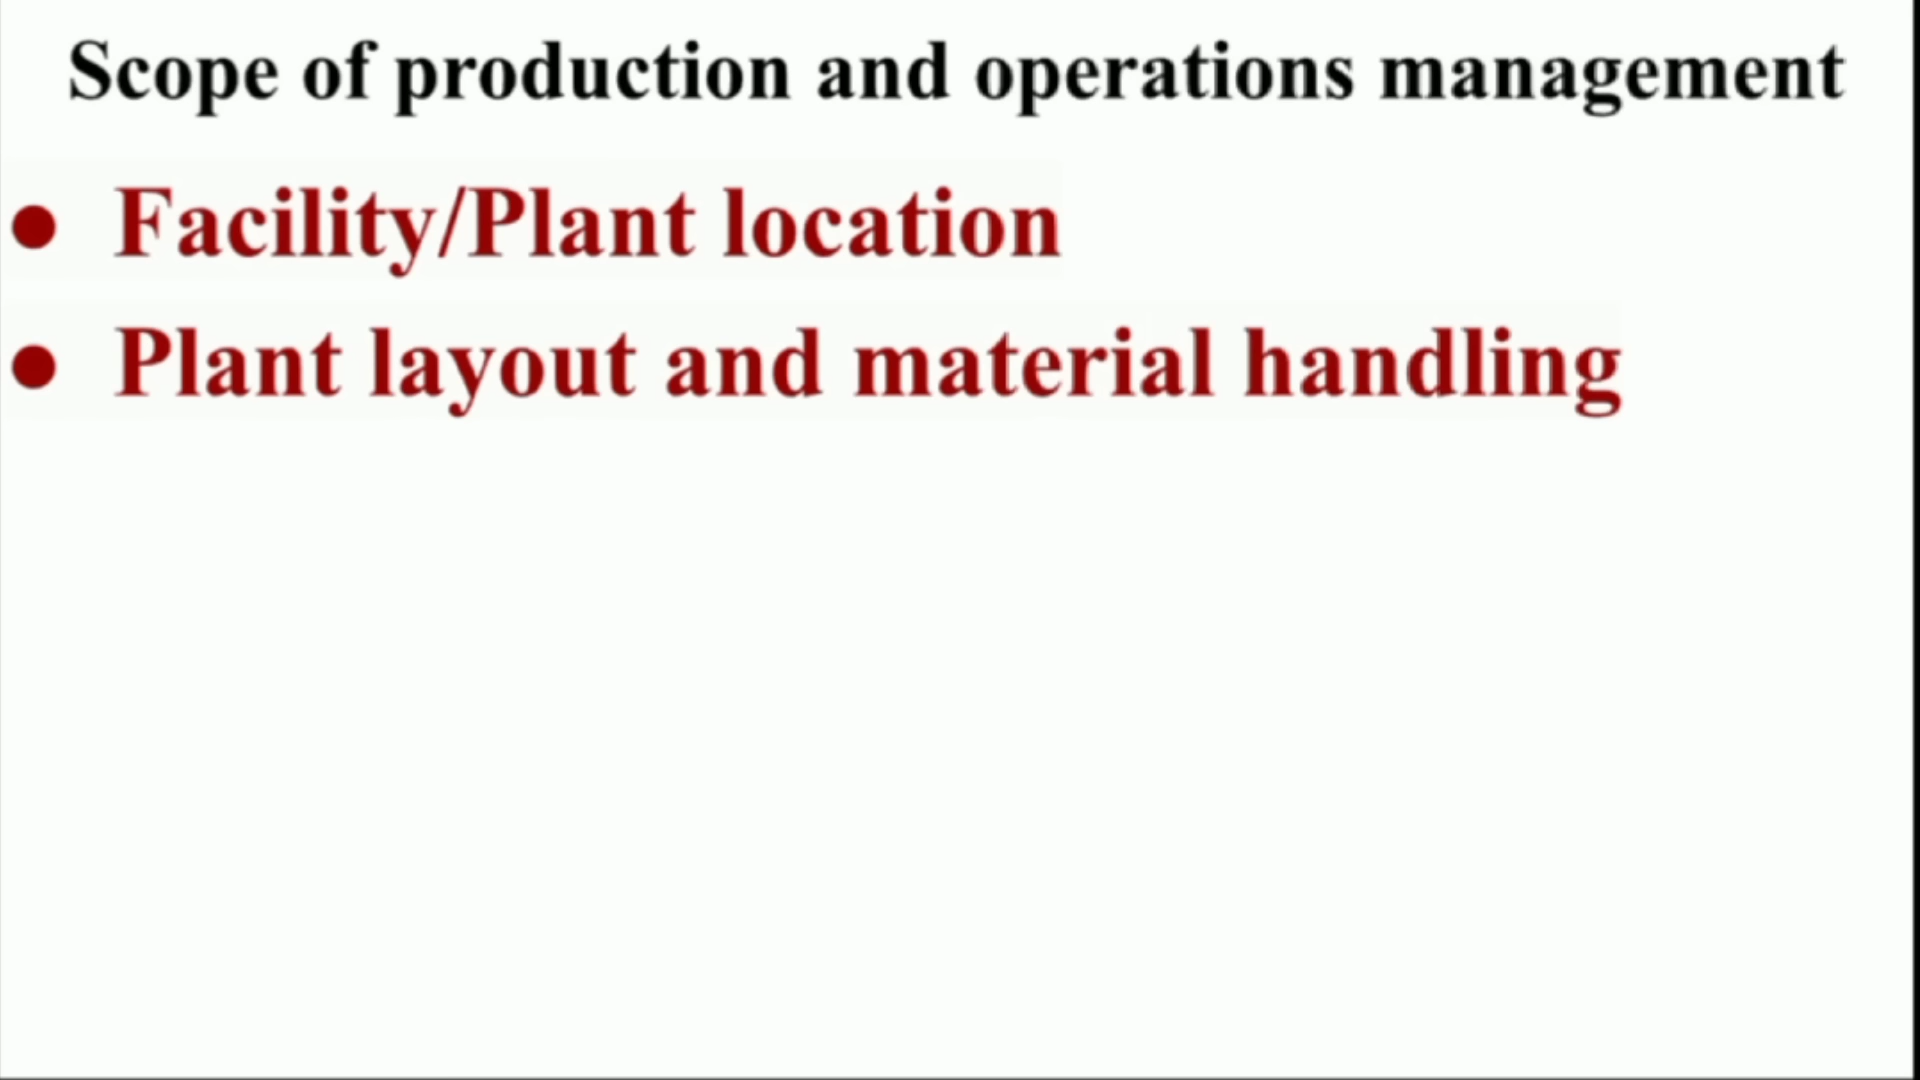 Scope of production and operations management
• Facility/Plant location
• Plant layout and material handling